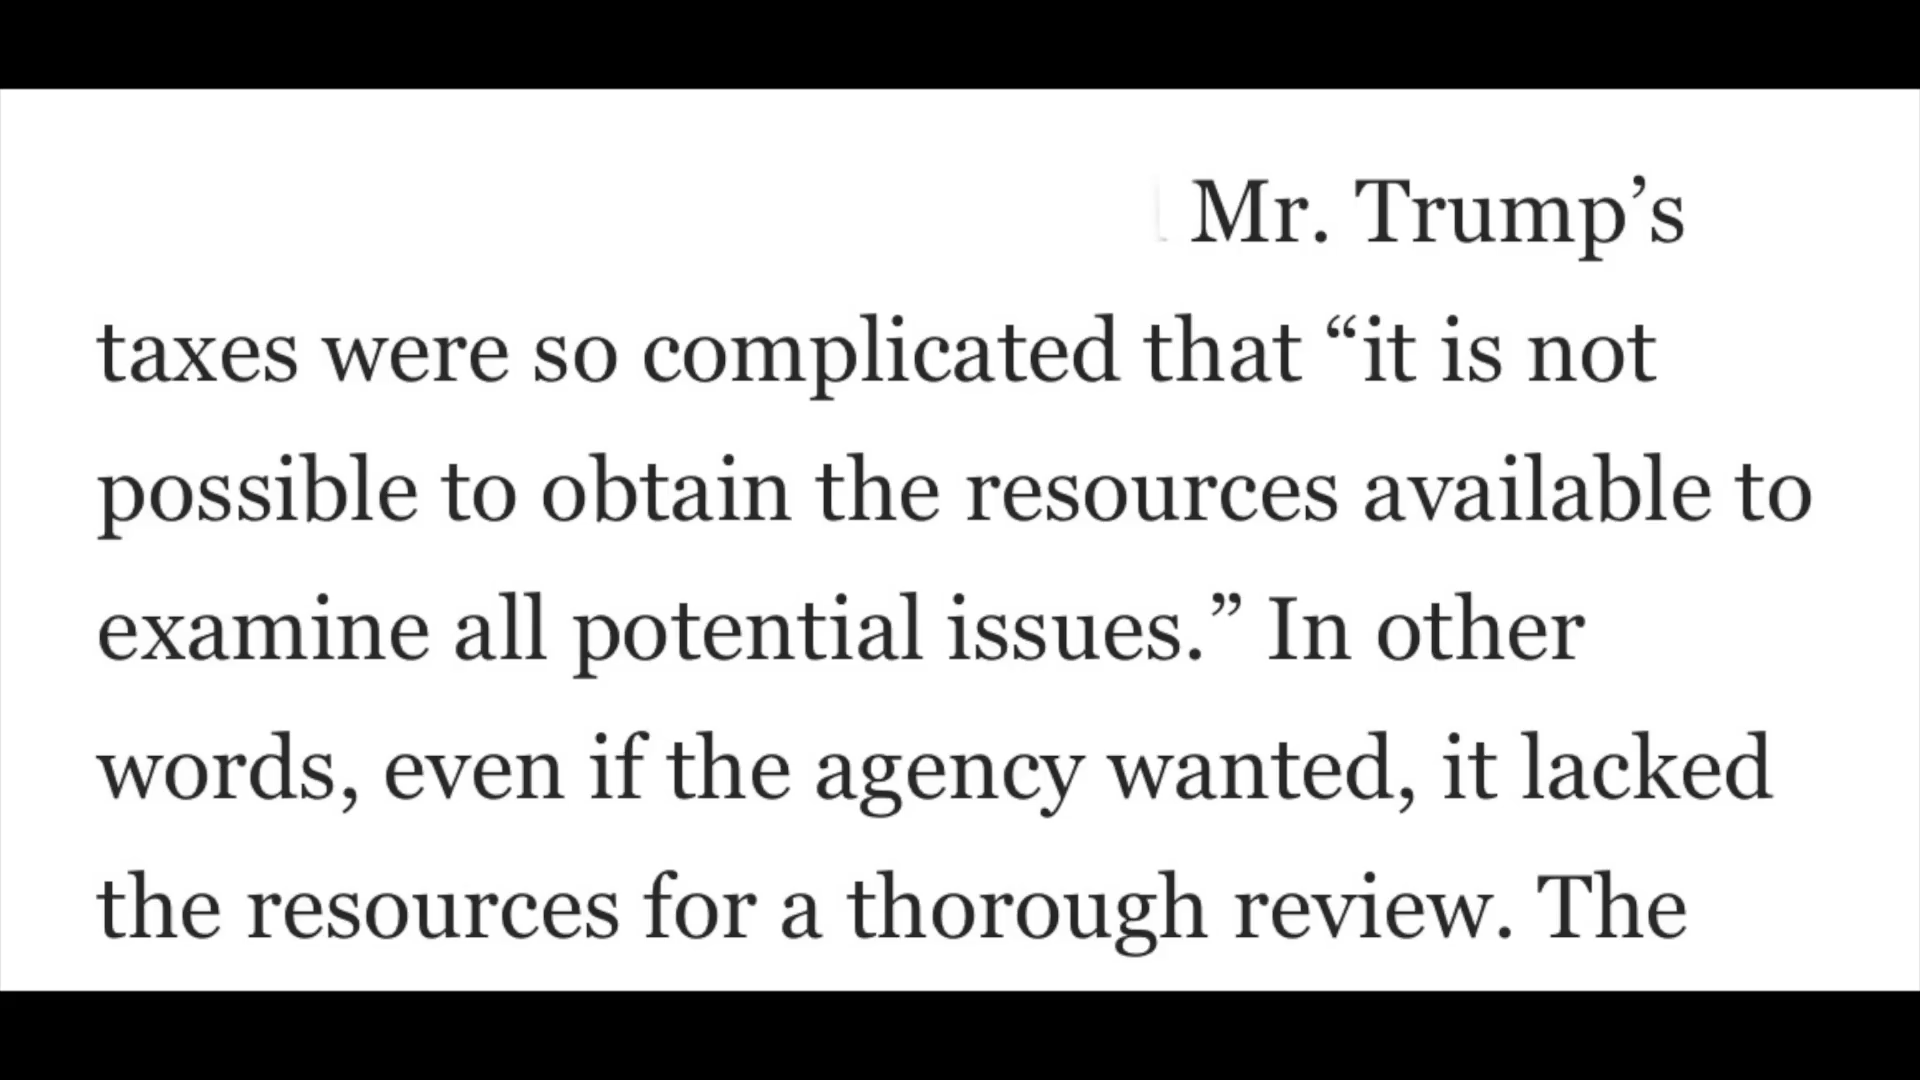 Mr. Trump’s
taxes were so complicated that “it is not
possible to obtain the resources available to
examine all potential issues.” In other
words, even if the agency wanted, it lacked
the resources for a thorough review. The